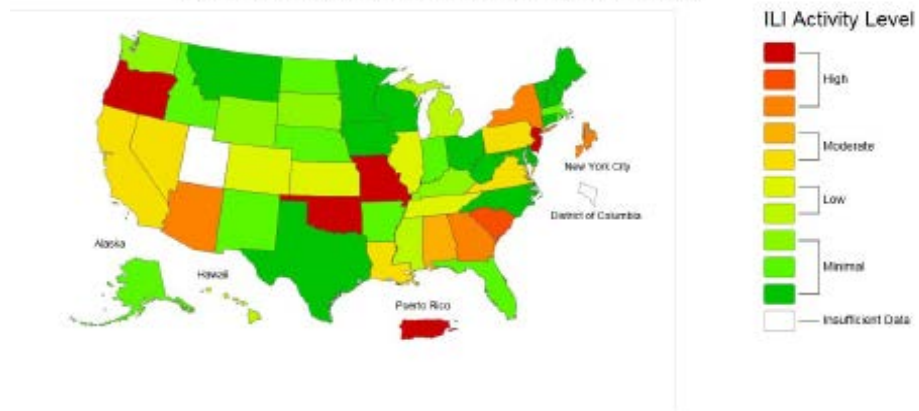 ILI Activity Level
High
Moderate
Low
Minimal
Insufficient Data
New York City
District of Columbia
Alaska
Hawaii
Puerto Rico